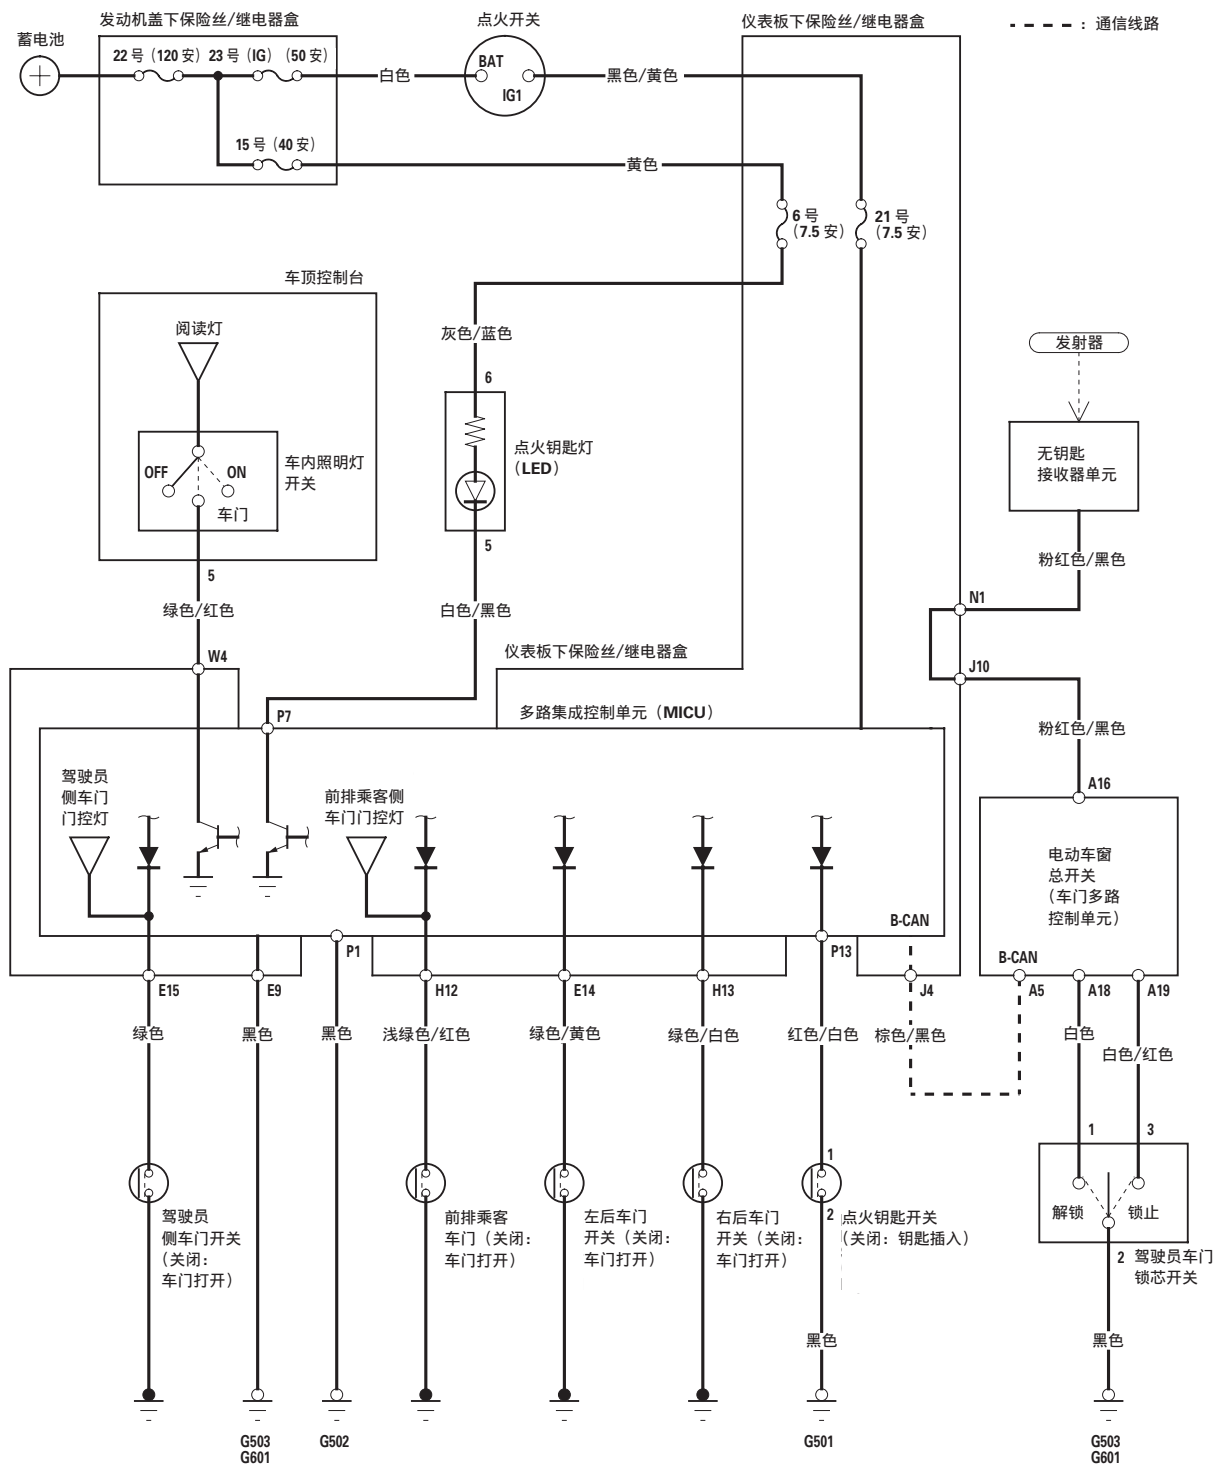 发动机盖下保险丝/继电器盒
点火开关
仪表板下保险丝/继电器盒
：通信线路
蓄电池
22 号（120 安）
23 号（IG）（50 安）
白色
BAT
IG1
黑色/黄色
15 号（40 安）
黄色
6 号
（7.5 安）
21 号
（7.5 安）
车顶控制台
阅读灯
灰色/蓝色
发射器
6
OFF
ON
车门
车内照明灯
开关
点火钥匙灯
（LED）
无钥匙
接收器单元
5
5
粉红色/黑色
绿色/红色
白色/黑色
N1
W4
仪表板下保险丝/继电器盒
J10
P7
多路集成控制单元（MICU）
粉红色/黑色
驾驶员
侧车门
门控灯
前排乘客侧
车门门控灯
A16
电动车窗
总开关
（车门多路
控制单元）
B-CAN
B-CAN
P1
P13
E15
E9
H12
E14
H13
J4
A5
A18
A19
绿色
黑色
黑色
浅绿色/红色
绿色/黄色
绿色/白色
红色/白色
棕色/黑色
白色
白色/红色
1
3
1
2
解锁
锁止
驾驶员
侧车门开关
（关闭：
车门打开）
前排乘客
车门（关闭：
车门打开）
左后车门
开关（关闭：
车门打开）
右后车门
开关（关闭：
车门打开）
点火钥匙开关
（关闭：钥匙插入）
2 驾驶员车门
锁芯开关
黑色
黑色
G503
G601
G502
G501
G503
G601